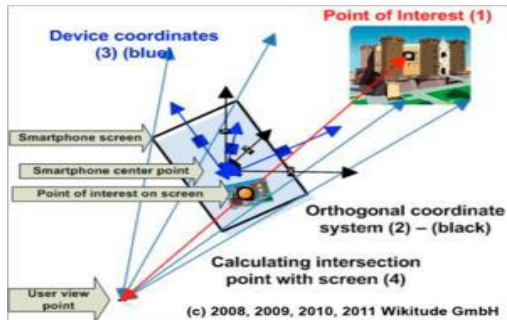 Point of Interest (1)
Device coordinates
(3) (blue)
Smartphone screen
Smartphone center point
Point of interest on screen
Orthogonal coordinate
system (2) – (black)
Calculating intersection
point with screen (4)
User view
point
(c) 2008, 2009, 2010, 2011 Wikitude GmbH